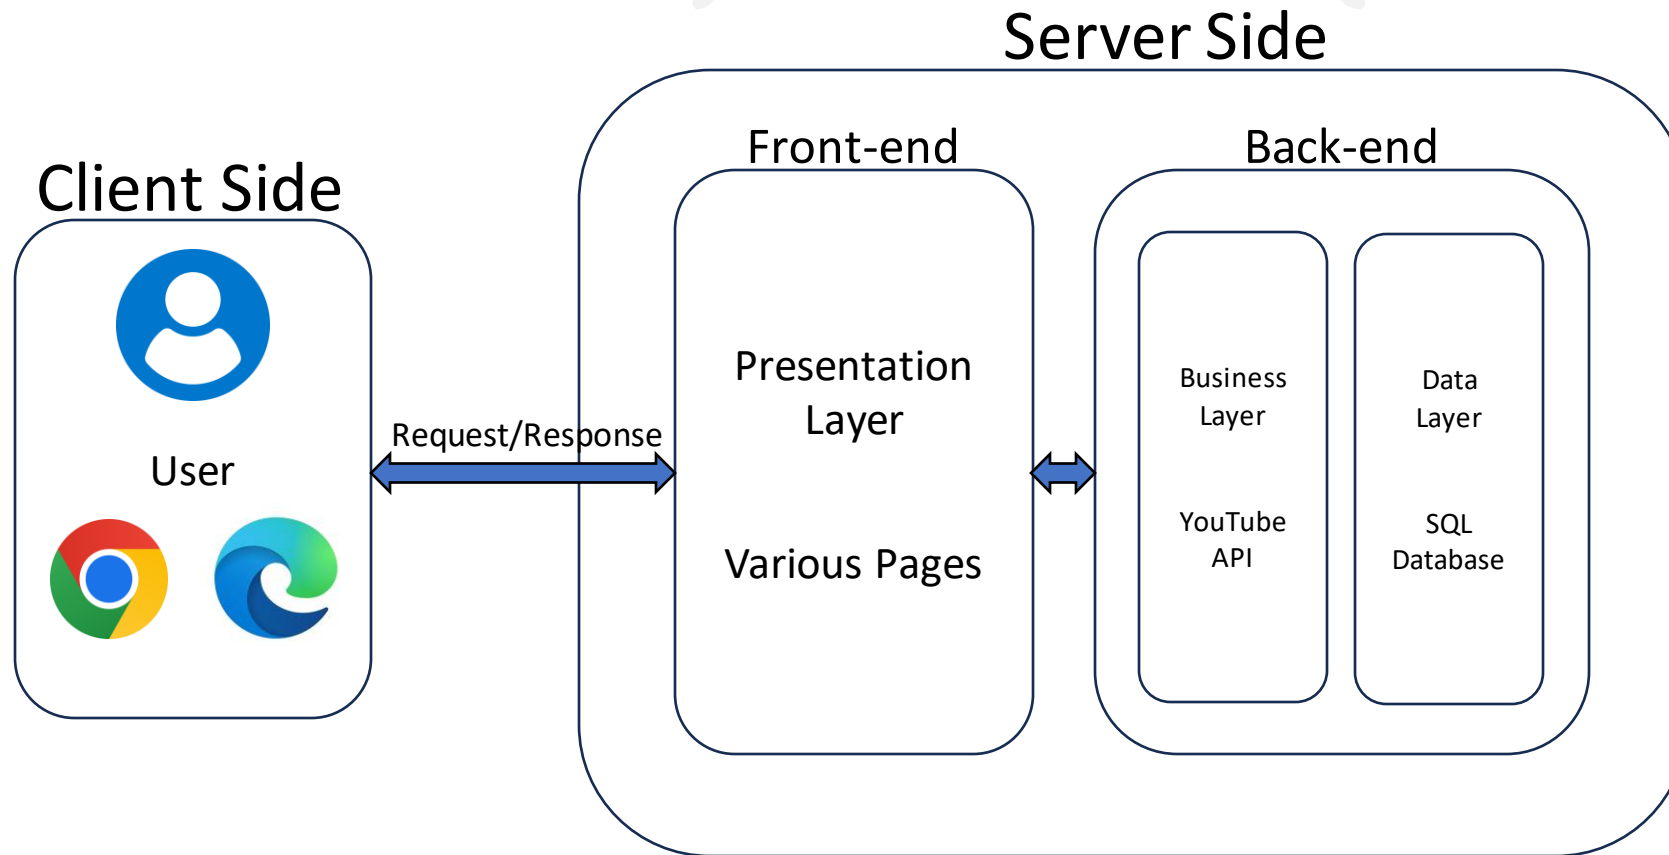 Server Side
Client Side
Front-end
Back-end
User
Request/Response
Presentation
Layer
Various Pages
Business
Layer
YouTube
API
Data
Layer
SQL
Database